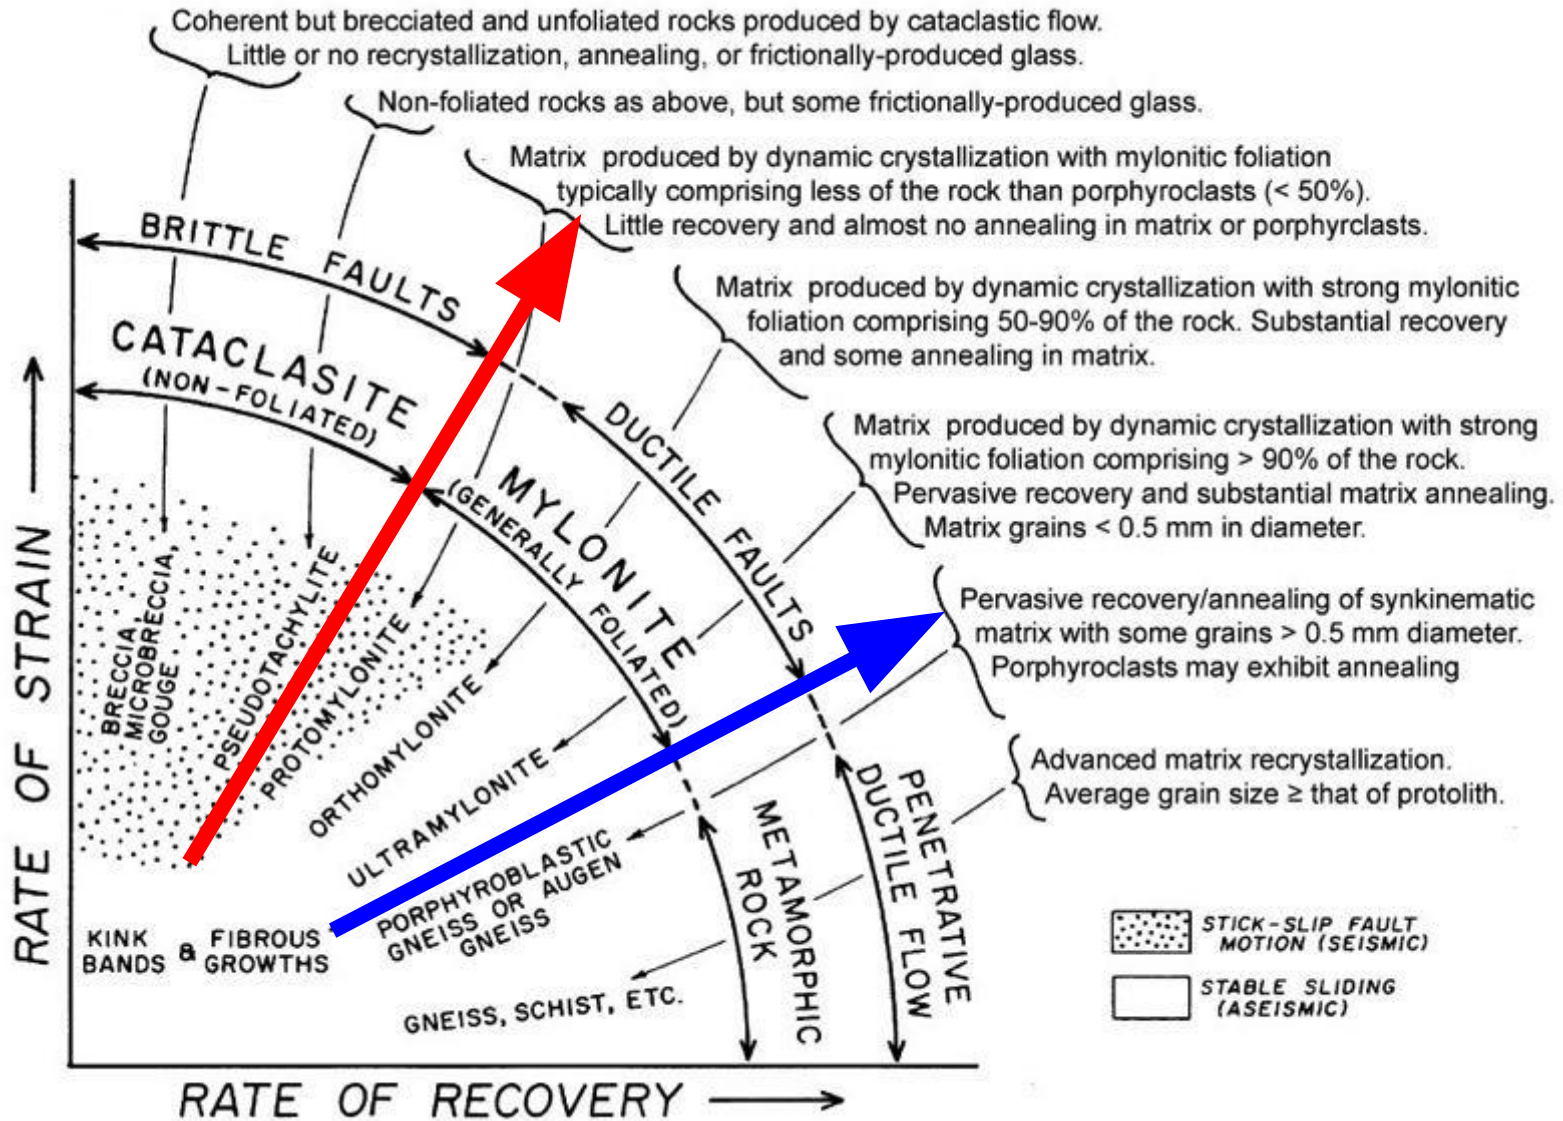 Coherent but brecciated and unfoliated rocks produced by cataclastic flow.
Little or no recrystallization, annealing, or frictionally-produced glass.
Non-foliated rocks as above, but some frictionally-produced glass.
Matrix produced by dynamic crystallization with mylonitic foliation
typically comprising less of the rock than porphyroclasts (< 50%).
Little recovery and almost no annealing in matrix or porphyrclasts.
Matrix produced by dynamic crystallization with strong mylonitic
foliation comprising 50-90% of the rock. Substantial recovery
and some annealing in matrix.
Matrix produced by dynamic crystallization with strong
mylonitic foliation comprising > 90% of the rock.
Pervasive recovery and substantial matrix annealing.
Matrix grains < 0.5 mm in diameter.
Pervasive recovery/annealing of synkinematic
matrix with some grains > 0.5 mm diameter.
Porphyroclasts may exhibit annealing
Advanced matrix recrystallization.
Average grain size ≥ that of protolith.
BRITTLE FAULTS
DUCTILE FAULTS
PENETRATIVE
DUCTILE FLOW
CATACLASITE
(NON-FOLIATED)
MYLONITE
(GENERALLY FOLIATED)
METAMORPHIC
ROCK
BRECCIA,
MICROBRECCIA,
GOUGE
PSEUDOTACHYLITE
PROTOMYLONITE
ORTHOMYLONITE
ULTRAMYLONITE
PORPHYROBLASTIC
GNEISS OR AUGEN
GNEISS
GNEISS, SCHIST, ETC.
KINK
BANDS
&
FIBROUS
GROWTHS
STICK-SLIP FAULT
MOTION (SEISMIC)
STABLE SLIDING
(ASEISMIC)
RATE OF STRAIN
RATE OF RECOVERY